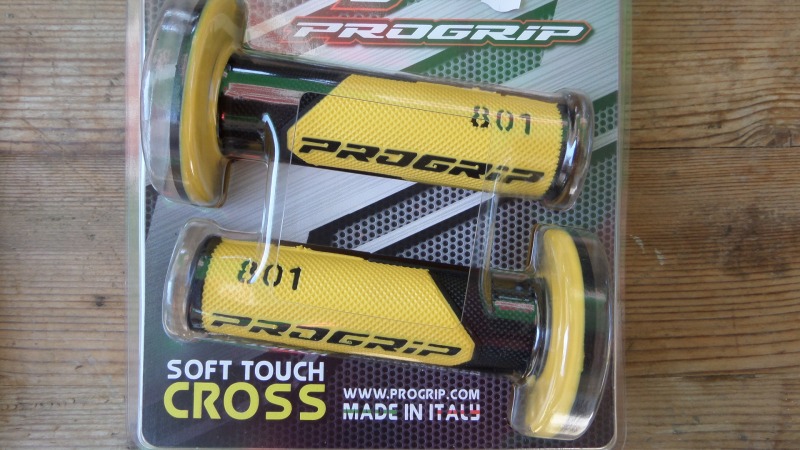 PROGRIP
801
PROGRIP
801
PROGRIP
SOFT TOUCH
CROSS
WWW.PROGRIP.COM
MADE IN ITALY